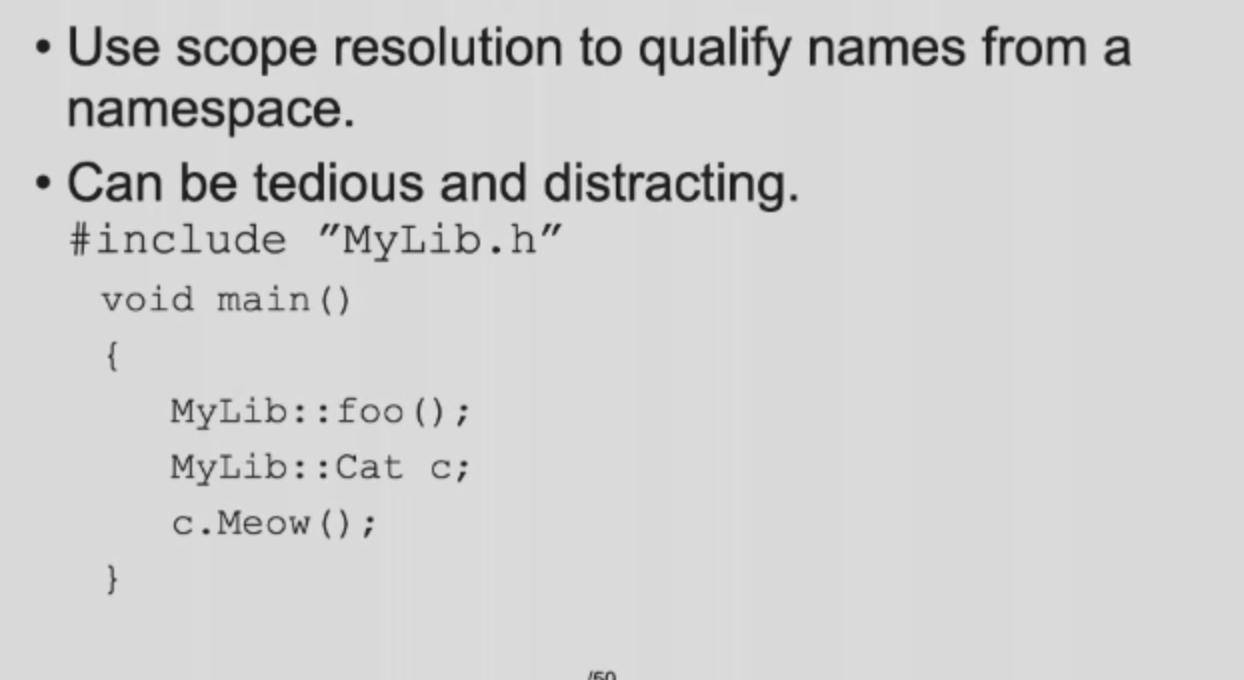 • Use scope resolution to qualify names from a
namespace.
• Can be tedious and distracting.
#include ”MyLib.h”
void main()
{
MyLib::foo();
MyLib::Cat c;
c.Meow();
}